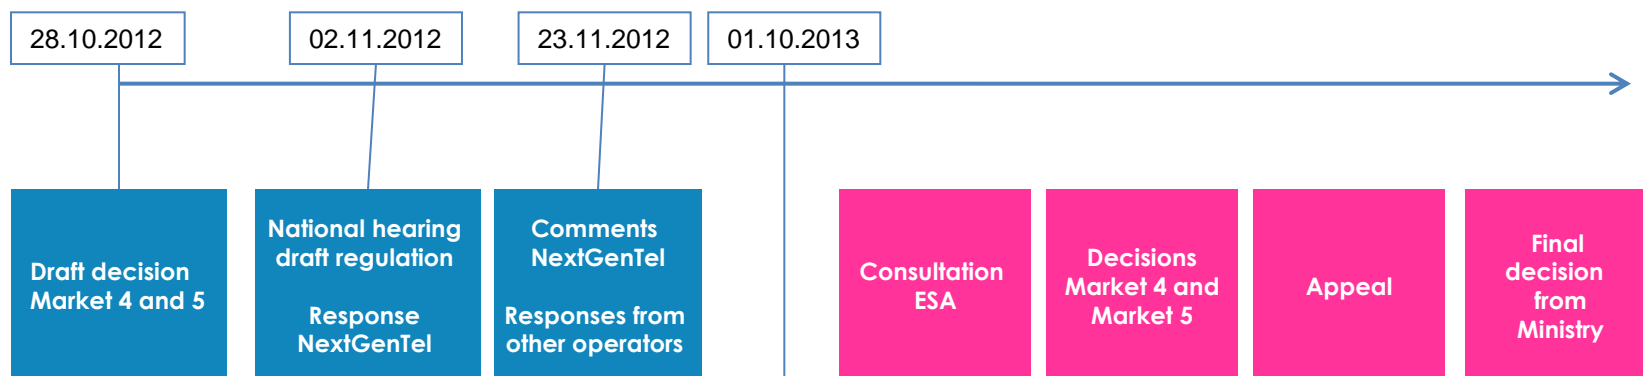 28.10.2012
02.11.2012
23.11.2012
01.10.2013
Draft decision
Market 4 and 5
National hearing
draft regulation
Response
NextGenTel
Comments
NextGenTel
Responses from
other operators
Consultation
ESA
Decisions
Market 4 and
Market 5
Appeal
Final
decision
from
Ministry